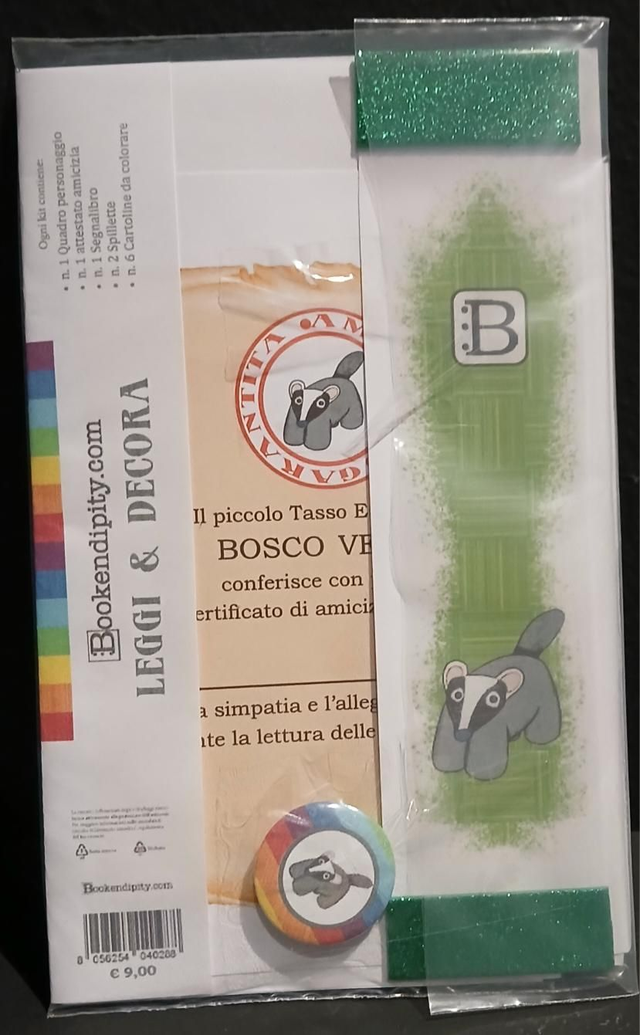 Ogni kit contiene:
• n. 1 Quadro personaggio
• n. 1 attestato amicizia
• n. 1 Segnalibro
• n. 2 Spillette
• n. 6 Cartoline da colorare
Bookendipity.com
LEGGI & DECORA
Bookendipity.com
8 056254 040288
€ 9,00
GARANTITA • AM
Il piccolo Tasso E
BOSCO VE
conferisce con
ertificato di amiciz
a simpatia e l'alleg
nte la lettura delle
B